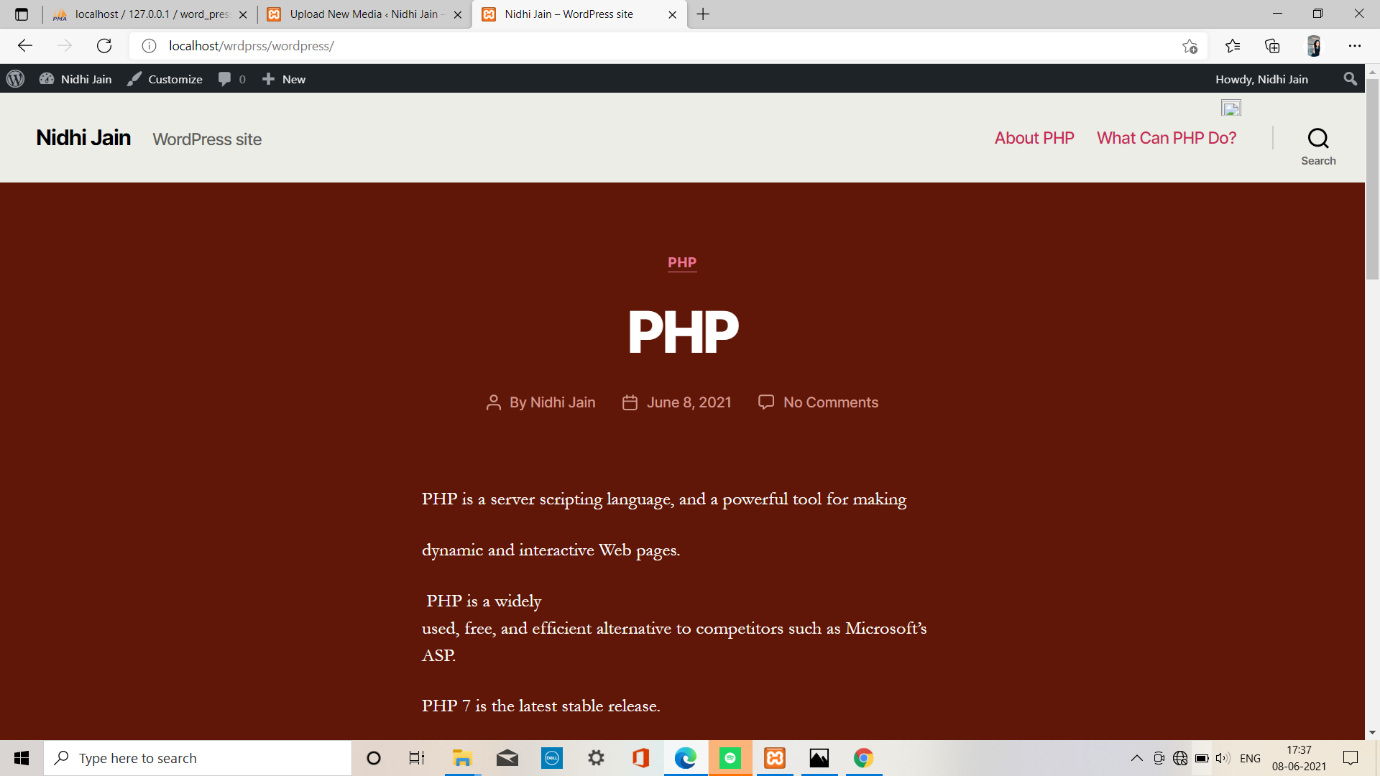 localhost / 127.0.0.1 / word_pres
Upload New Media ‹ Nidhi Jain –
Nidhi Jain – WordPress site
localhost/wrdprss/wordpress/
Nidhi Jain
Customize
0
New
Howdy, Nidhi Jain
Nidhi Jain
WordPress site
About PHP
What Can PHP Do?
Search
PHP
PHP
By Nidhi Jain
June 8, 2021
No Comments
PHP is a server scripting language, and a powerful tool for making
dynamic and interactive Web pages.
PHP is a widely
used, free, and efficient alternative to competitors such as Microsoft’s
ASP.
PHP 7 is the latest stable release.
Type here to search
ENG
17:37
08-06-2021